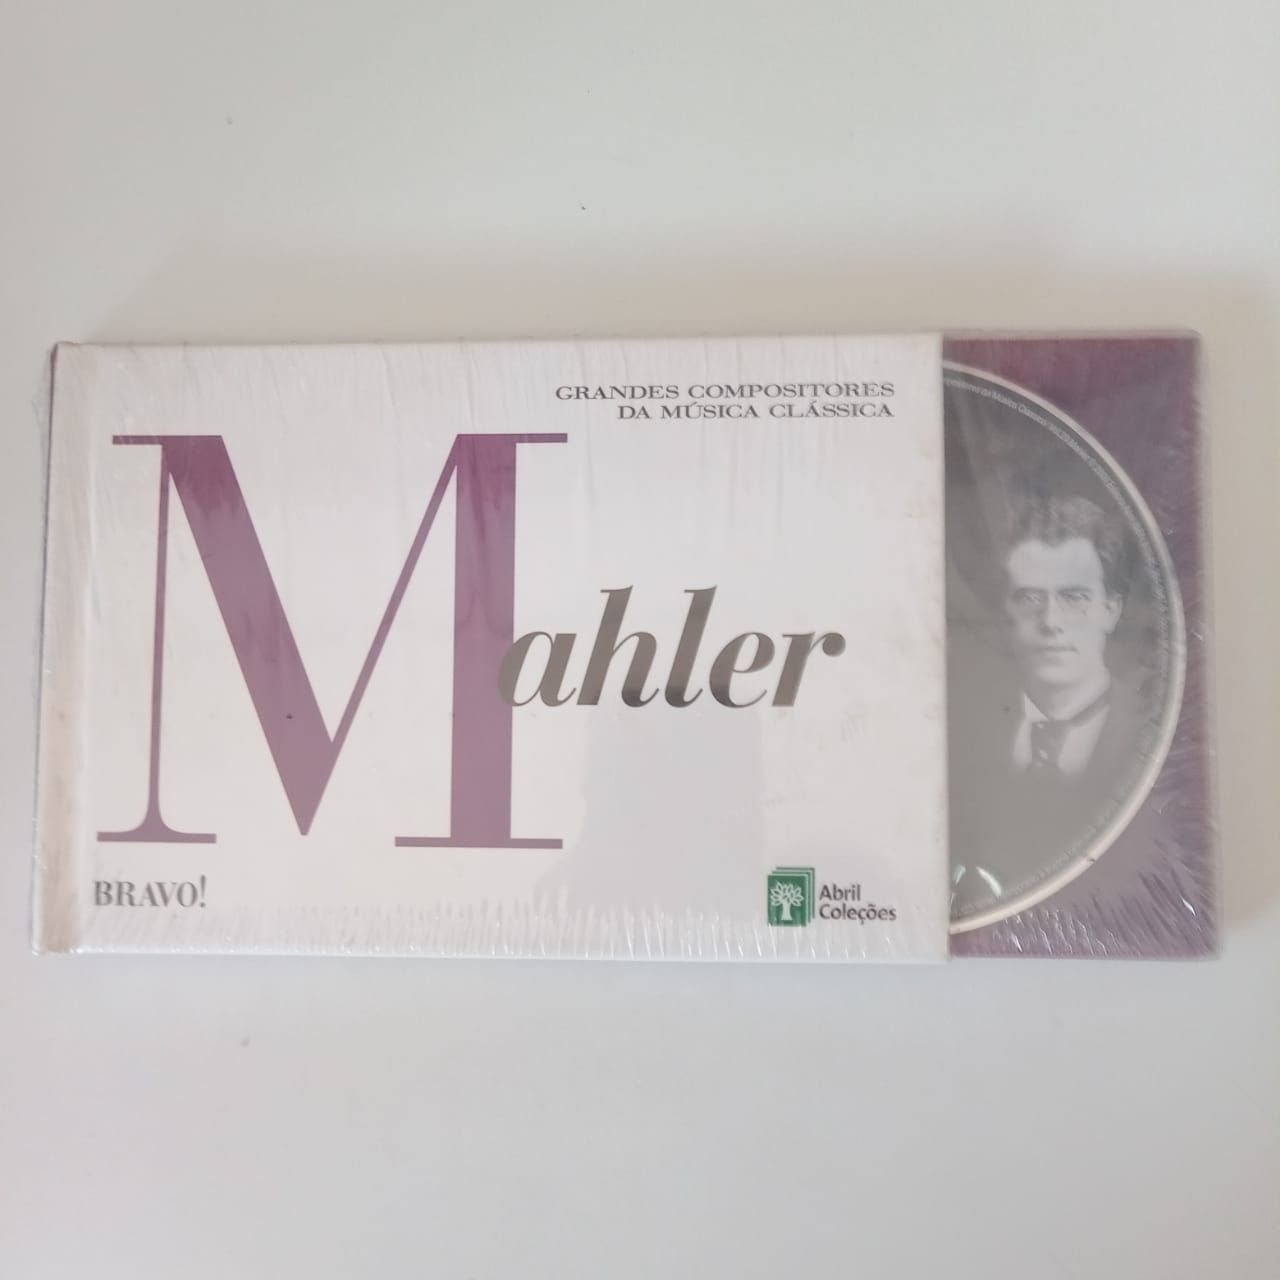 GRANDES COMPOSITORES
DA MÚSICA CLÁSSICA
Mahler
BRAVO!
Abril
Coleções